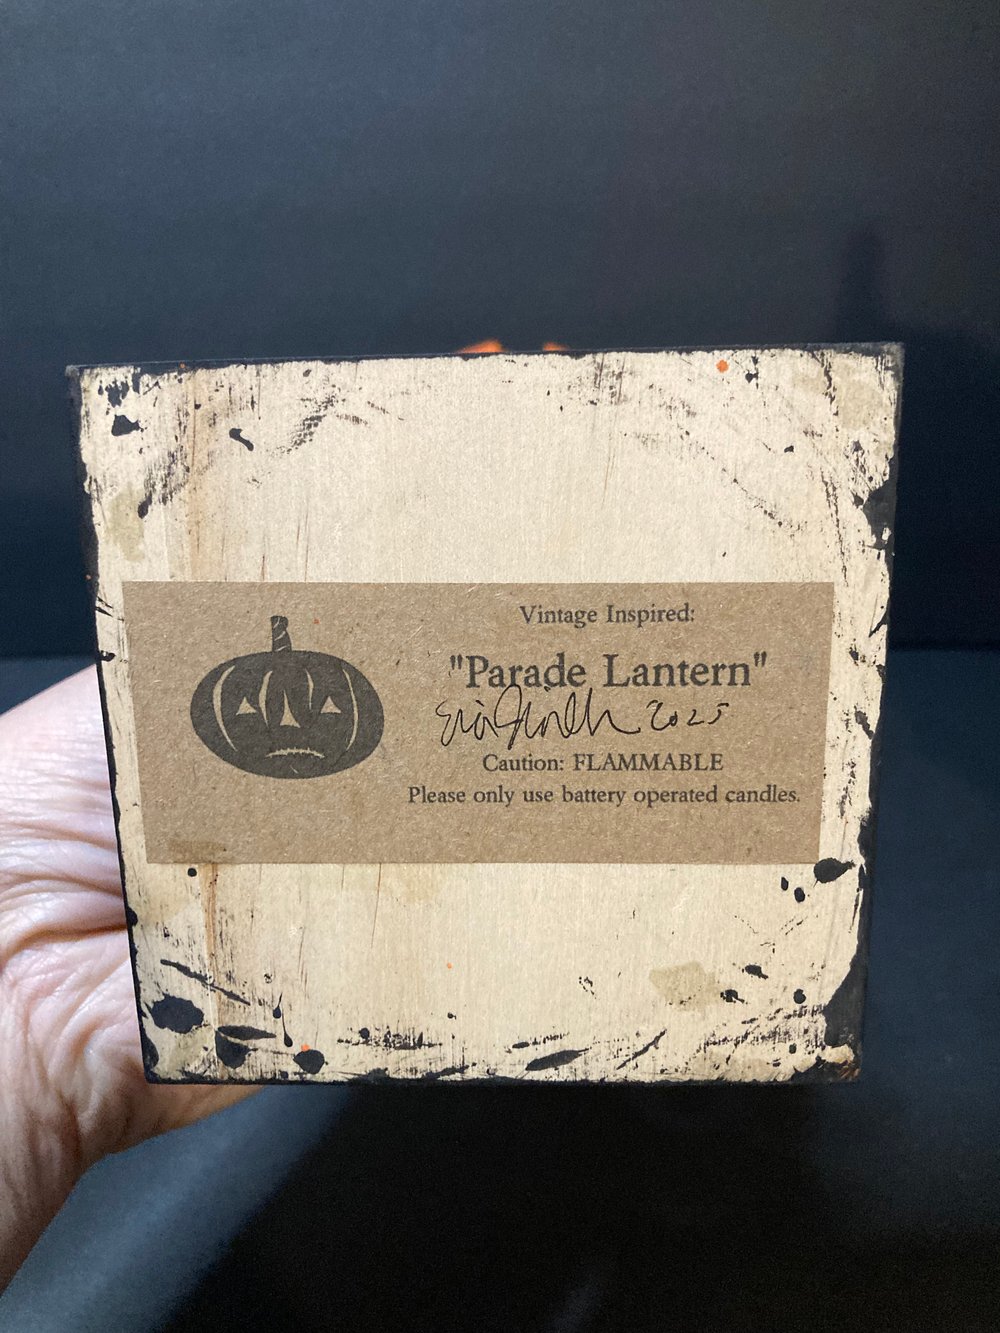 Vintage Inspired:
"Parade Lantern"
2025
Caution: FLAMMABLE
Please only use battery operated candles.